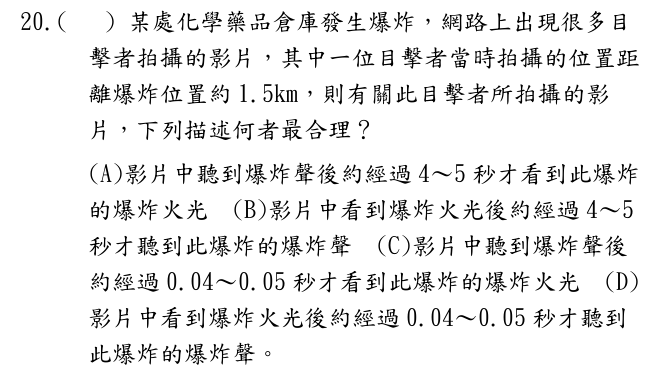 20.(　　) 某處化學藥品倉庫發生爆炸，網路上出現很多目
擊者拍攝的影片，其中一位目擊者當時拍攝的位置距
離爆炸位置約 1.5km，則有關此目擊者所拍攝的影
片，下列描述何者最合理？
(A)影片中聽到爆炸聲後約經過 4～5 秒才看到此爆炸
的爆炸火光　(B)影片中看到爆炸火光後約經過 4～5
秒才聽到此爆炸的爆炸聲　(C)影片中聽到爆炸聲後
約經過 0.04～0.05 秒才看到此爆炸的爆炸火光　(D)
影片中看到爆炸火光後約經過 0.04～0.05 秒才聽到
此爆炸的爆炸聲。